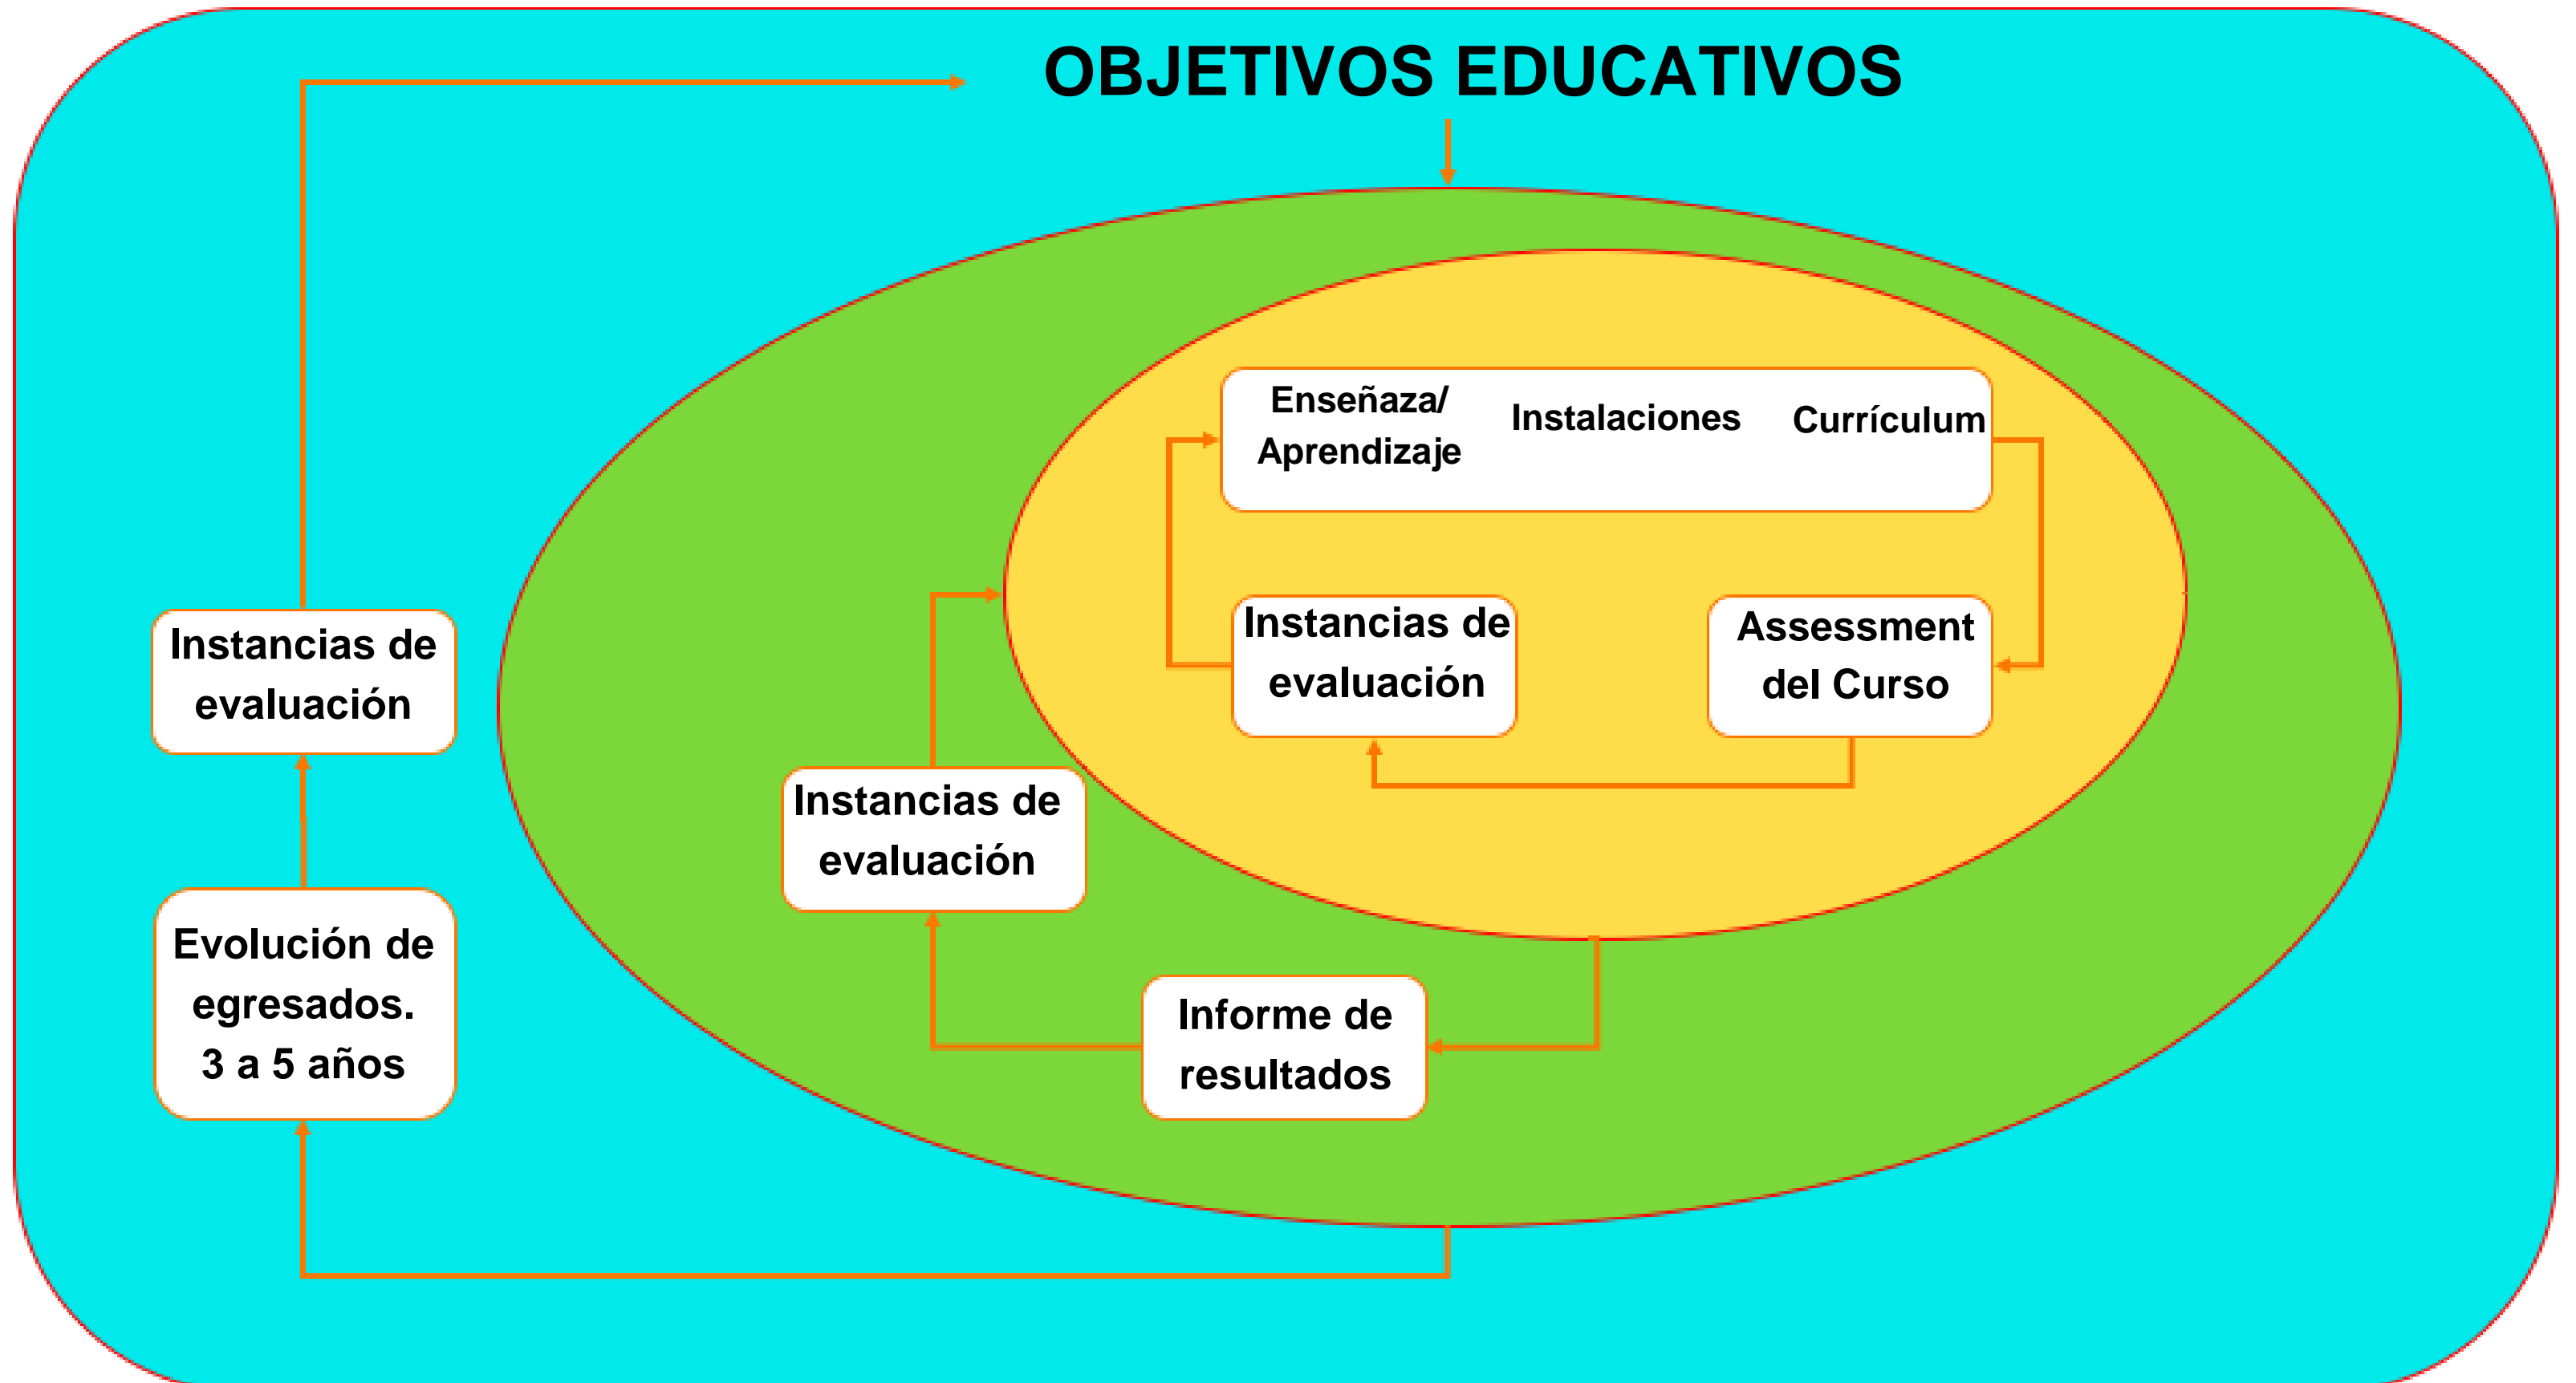 OBJETIVOS EDUCATIVOS
Enseñaza/
Aprendizaje
Instalaciones
Currículum
Instancias de
evaluación
Assessment
del Curso
Instancias de
evaluación
Instancias de
evaluación
Informe de
resultados
Evolución de
egresados.
3 a 5 años